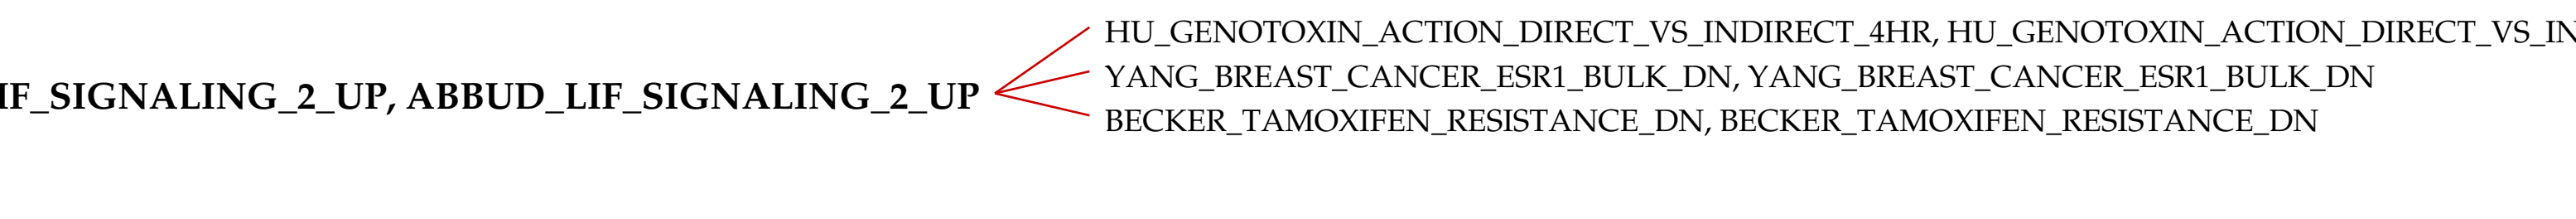 HU_GENOTOXIN_ACTION_DIRECT_VS_INDIRECT_4HR, HU_GENOTOXIN_ACTION_DIRECT_VS_IN
YANG_BREAST_CANCER_ESR1_BULK_DN, YANG_BREAST_CANCER_ESR1_BULK_DN
IF_SIGNALING_2_UP, ABBUD_LIF_SIGNALING_2_UP
BECKER_TAMOXIFEN_RESISTANCE_DN, BECKER_TAMOXIFEN_RESISTANCE_DN